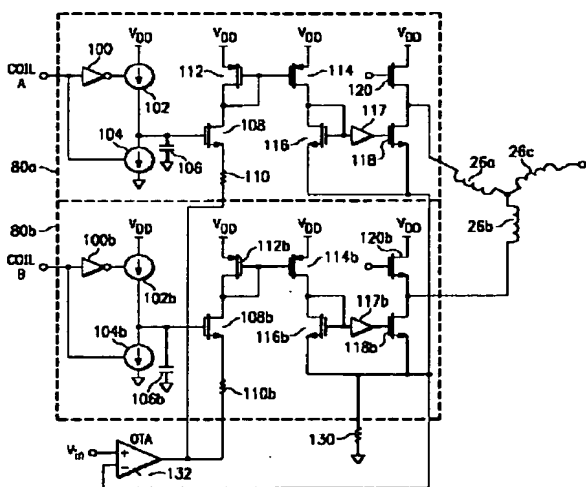 V_DD V_DD V_DD V_DD
100 112 114 120
COIL A
102
104 108 117
106 116 118
80a 110 26a 26c
80b 26b
V_DD V_DD V_DD V_DD
100b 112b 114b 120b
COIL B
102b
104b 108b 117b
106b 116b 118b
110b
130
OTA
V_in + −
132